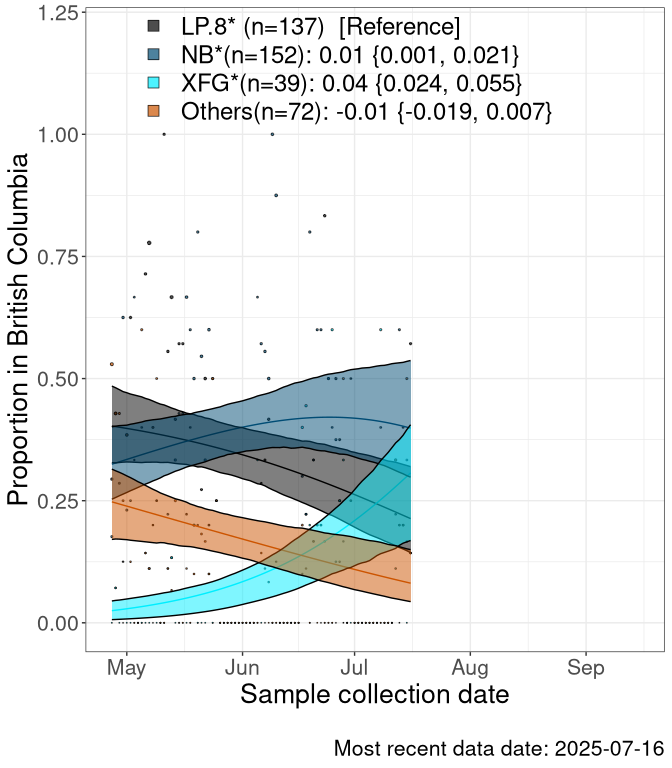 LP.8* (n=137)  [Reference]
NB*(n=152): 0.01 {0.001, 0.021}
XFG*(n=39): 0.04 {0.024, 0.055}
Others(n=72): -0.01 {-0.019, 0.007}
1.25
1.00
0.75
0.50
0.25
0.00
Proportion in British Columbia
May Jun Jul Aug Sep
Sample collection date
Most recent data date: 2025-07-16